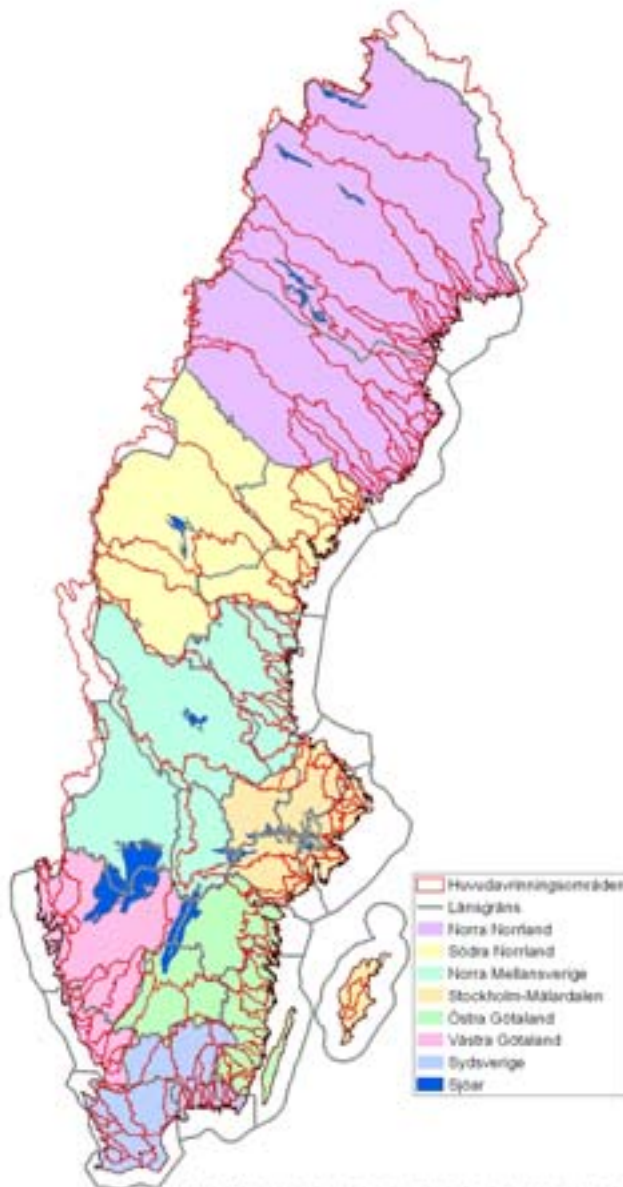 Huvudavrinningsområden
Länsgräns
Norra Norrland
Södra Norrland
Norra Mellansverige
Stockholm-Mälardalen
Östra Götaland
Västra Götaland
Sydsverige
Sjöar